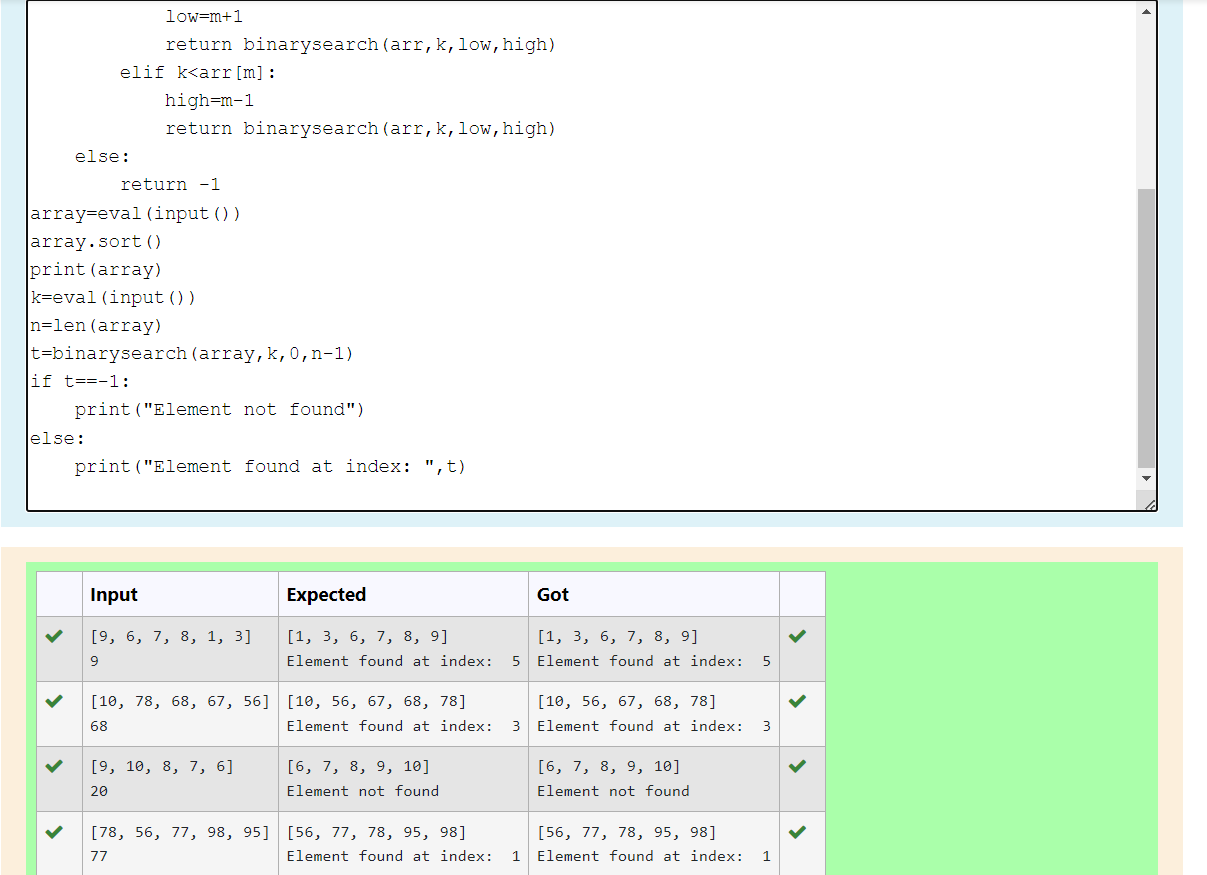 low=m+1
            return binarysearch(arr,k,low,high)
        elif k<arr[m]:
            high=m-1
            return binarysearch(arr,k,low,high)
    else:
        return -1
array=eval(input())
array.sort()
print(array)
k=eval(input())
n=len(array)
t=binarysearch(array,k,0,n-1)
if t==-1:
    print("Element not found")
else:
    print("Element found at index: ",t)
Input Expected Got
[9, 6, 7, 8, 1, 3] [1, 3, 6, 7, 8, 9] [1, 3, 6, 7, 8, 9]
9 Element found at index:  5 Element found at index:  5
[10, 78, 68, 67, 56] [10, 56, 67, 68, 78] [10, 56, 67, 68, 78]
68 Element found at index:  3 Element found at index:  3
[9, 10, 8, 7, 6] [6, 7, 8, 9, 10] [6, 7, 8, 9, 10]
20 Element not found Element not found
[78, 56, 77, 98, 95] [56, 77, 78, 95, 98] [56, 77, 78, 95, 98]
77 Element found at index:  1 Element found at index:  1